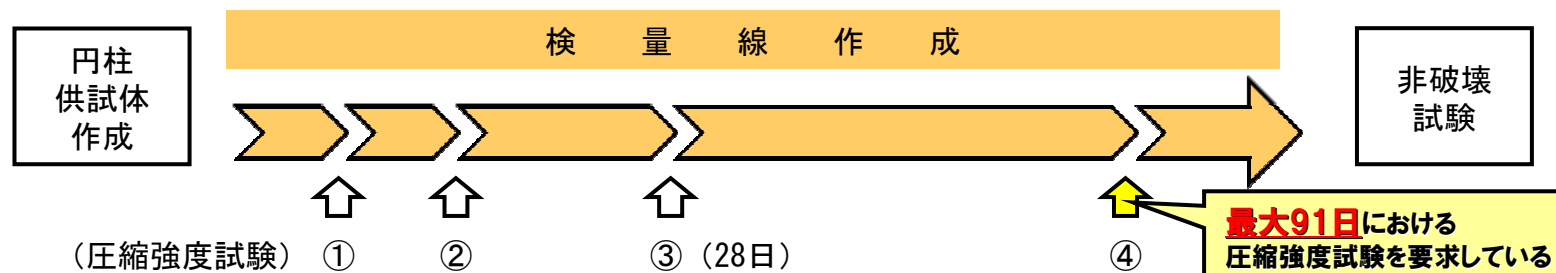 円柱
供試体
作成
検量線作成
非破壊
試験
(圧縮強度試験) ① ② ③(28日) ④
最大91日における
圧縮強度試験を要求している